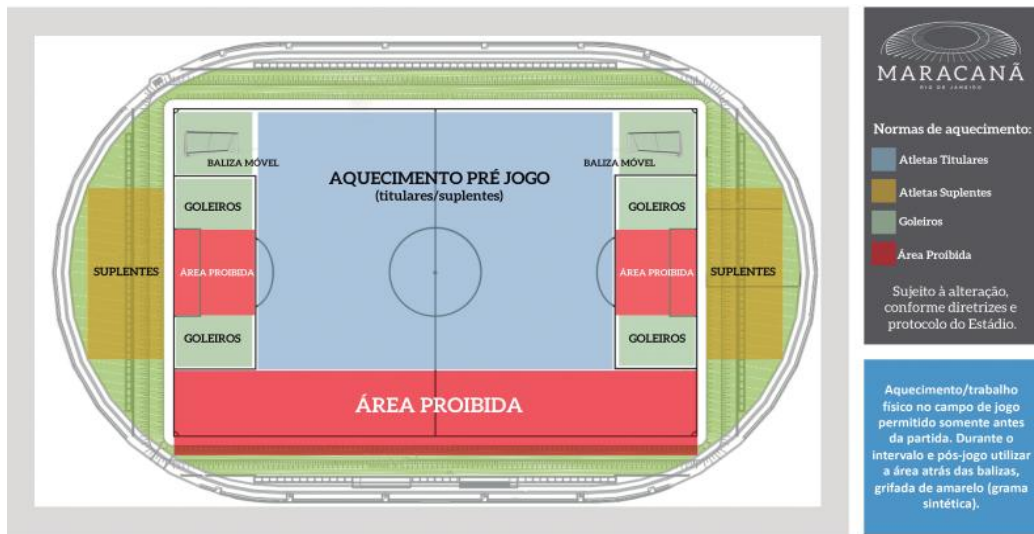 BALIZA MÓVEL
BALIZA MÓVEL
AQUECIMENTO PRÉ JOGO
(titulares/suplentes)
GOLEIROS
GOLEIROS
SUPLENTES
ÁREA PROIBIDA
ÁREA PROIBIDA
SUPLENTES
GOLEIROS
GOLEIROS
ÁREA PROIBIDA
MARACANÃ
RIO DE JANEIRO
Normas de aquecimento:
Atletas Titulares
Atletas Suplentes
Goleiros
Área Proibida
Sujeito à alteração,
conforme diretrizes e
protocolo do Estádio.
Aquecimento/trabalho
físico no campo de jogo
permitido somente antes
da partida. Durante o
intervalo e pós-jogo utilizar
a área atrás das balizas,
grifada de amarelo (grama
sintética).